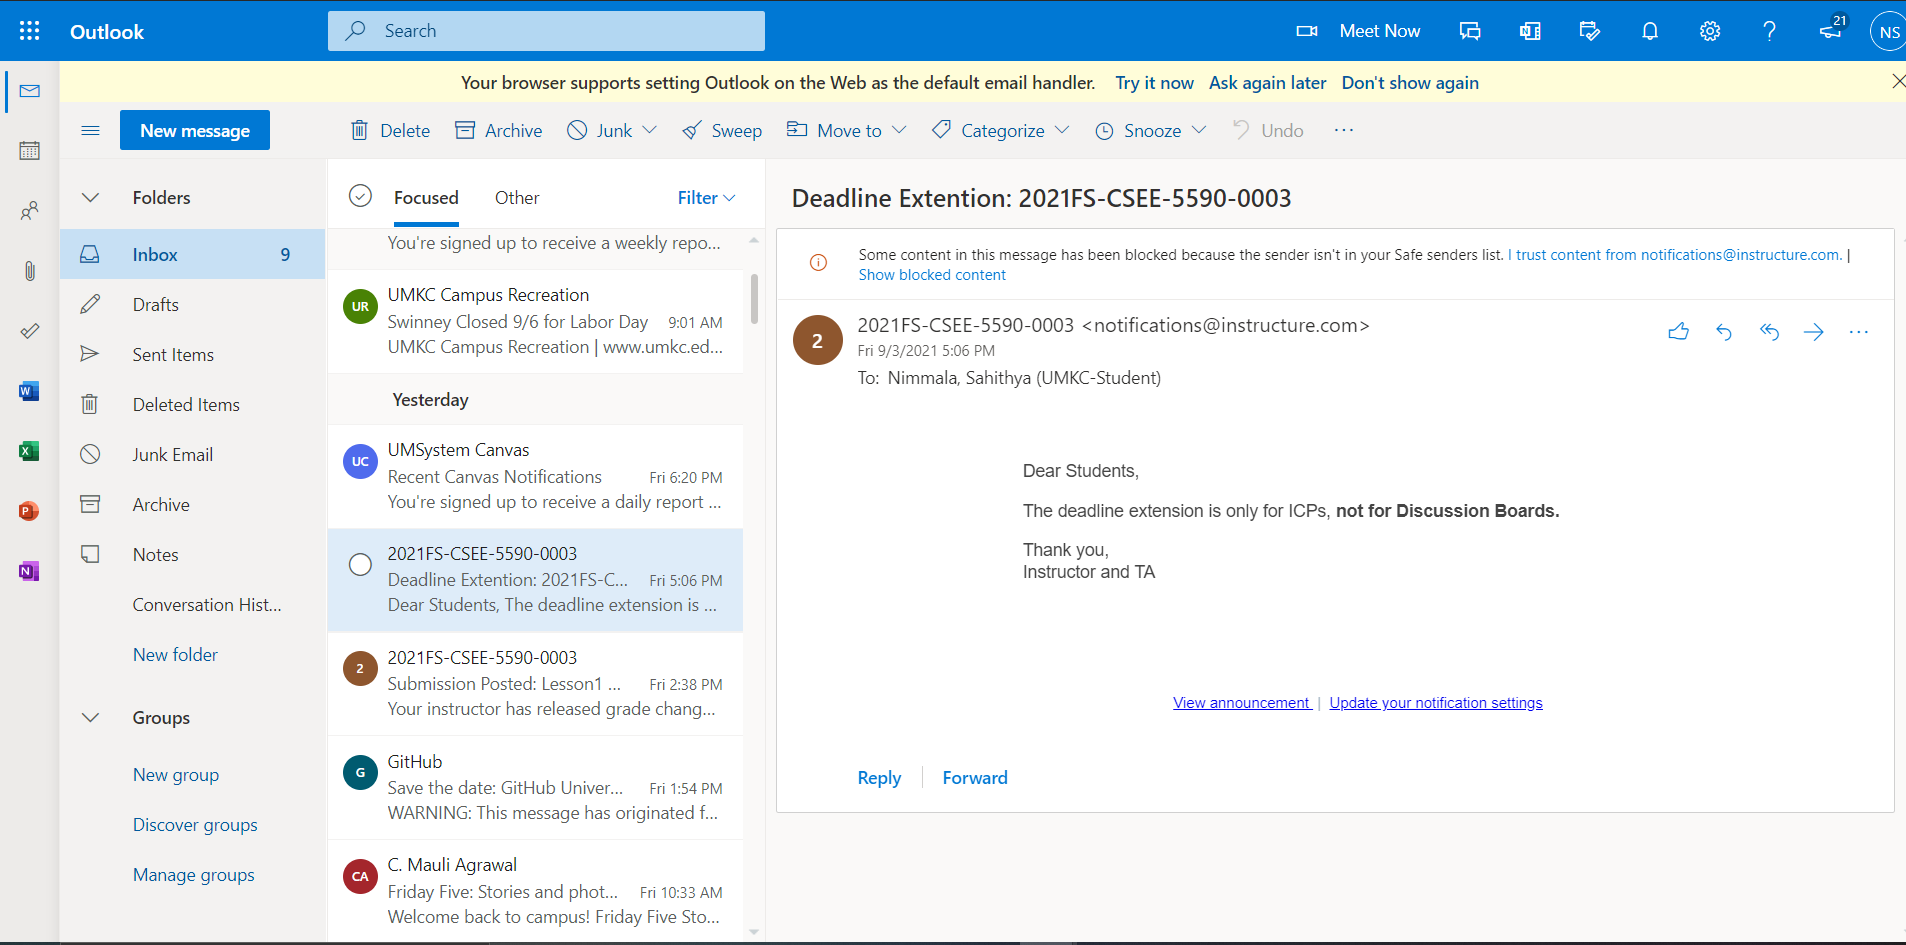 Outlook
Search
Meet Now
21
NS
Your browser supports setting Outlook on the Web as the default email handler. Try it now Ask again later Don't show again
New message
Delete Archive Junk Sweep Move to Categorize Snooze Undo ...
Folders
Inbox 9
Drafts
Sent Items
Deleted Items
Junk Email
Archive
Notes
Conversation Hist...
New folder
Groups
New group
Discover groups
Manage groups
W
X
P
N
Focused Other Filter
You're signed up to receive a weekly repo...
UR
UMKC Campus Recreation
Swinney Closed 9/6 for Labor Day 9:01 AM
UMKC Campus Recreation | www.umkc.ed...
Yesterday
UC
UMSystem Canvas
Recent Canvas Notifications Fri 6:20 PM
You're signed up to receive a daily report ...
2021FS-CSEE-5590-0003
Deadline Extention: 2021FS-C... Fri 5:06 PM
Dear Students, The deadline extension is ...
2
2021FS-CSEE-5590-0003
Submission Posted: Lesson1 ... Fri 2:38 PM
Your instructor has released grade chang...
G
GitHub
Save the date: GitHub Univer... Fri 1:54 PM
WARNING: This message has originated f...
CA
C. Mauli Agrawal
Friday Five: Stories and phot... Fri 10:33 AM
Welcome back to campus! Friday Five Sto...
Deadline Extention: 2021FS-CSEE-5590-0003
Some content in this message has been blocked because the sender isn't in your Safe senders list. I trust content from notifications@instructure.com. |
Show blocked content
2
2021FS-CSEE-5590-0003 <notifications@instructure.com>
Fri 9/3/2021 5:06 PM
To: Nimmala, Sahithya (UMKC-Student)
Dear Students,
The deadline extension is only for ICPs, not for Discussion Boards.
Thank you,
Instructor and TA
View announcement | Update your notification settings
Reply Forward